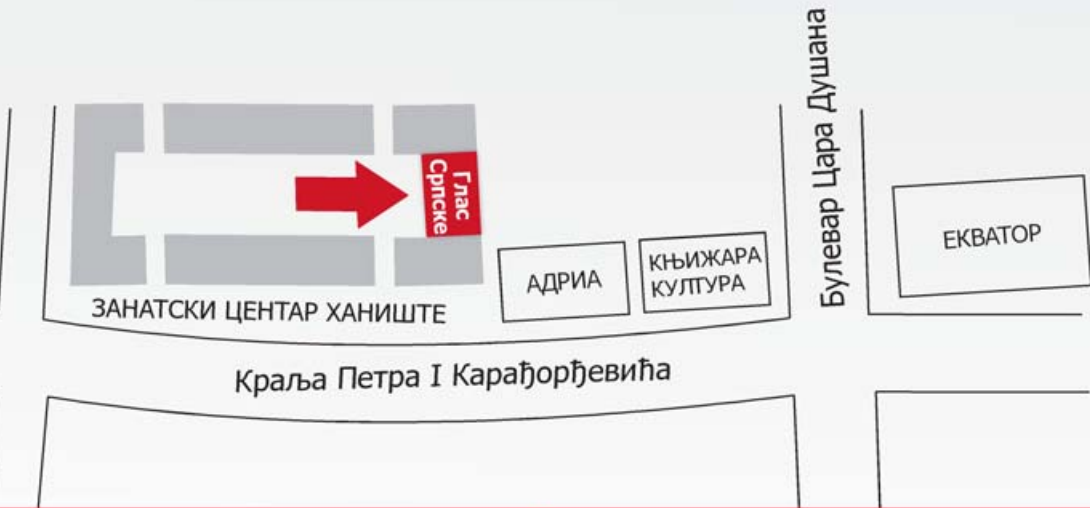 Булевар Цара Душана
Глас
Српске
ЕКВАТОР
АДРИА
КЊИЖАРА
КУЛТУРА
ЗАНАТСКИ ЦЕНТАР ХАНИШТЕ
Краља Петра I Карађорђевића